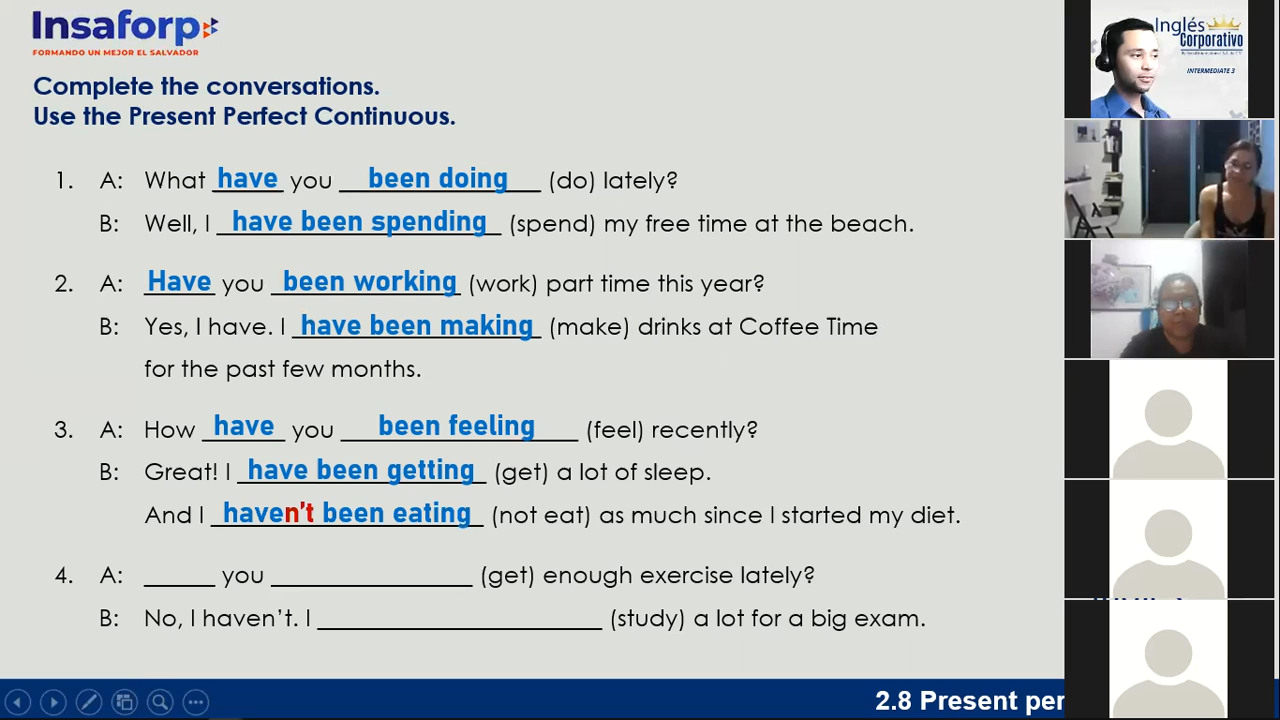 Insaforp
FORMANDO UN MEJOR EL SALVADOR
Complete the conversations.
Use the Present Perfect Continuous.
1. A: What have you been doing (do) lately?
B: Well, I have been spending (spend) my free time at the beach.
2. A: Have you been working (work) part time this year?
B: Yes, I have. I have been making (make) drinks at Coffee Time
for the past few months.
3. A: How have you been feeling (feel) recently?
B: Great! I have been getting (get) a lot of sleep.
And I haven't been eating (not eat) as much since I started my diet.
4. A: ______ you _________________ (get) enough exercise lately?
B: No, I haven't. I ________________________ (study) a lot for a big exam.
2.8 Present per
Inglés
Corporativo
INTERMEDIATE 3